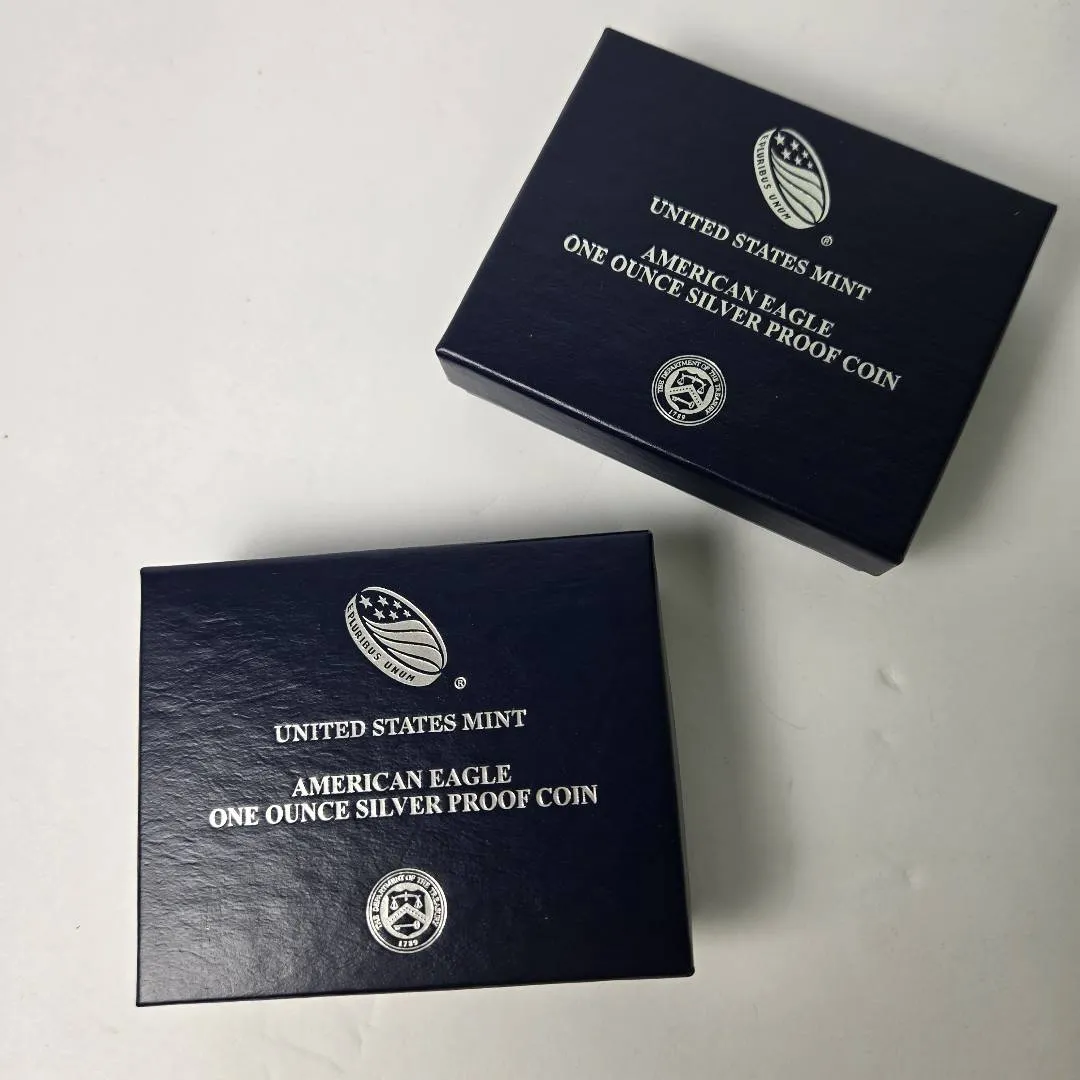 E PLURIBUS UNUM
®
UNITED STATES MINT
AMERICAN EAGLE
ONE OUNCE SILVER PROOF COIN
THE DEPARTMENT OF THE TREASURY
1789
E PLURIBUS UNUM
®
UNITED STATES MINT
AMERICAN EAGLE
ONE OUNCE SILVER PROOF COIN
THE DEPARTMENT OF THE TREASURY
1789